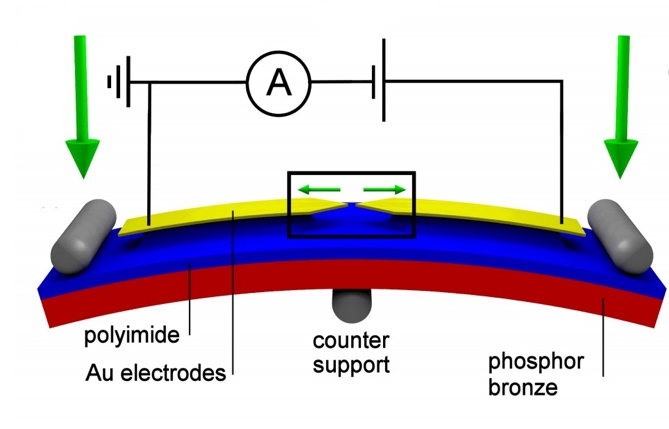 A
polyimide
Au electrodes
counter
support
phosphor
bronze